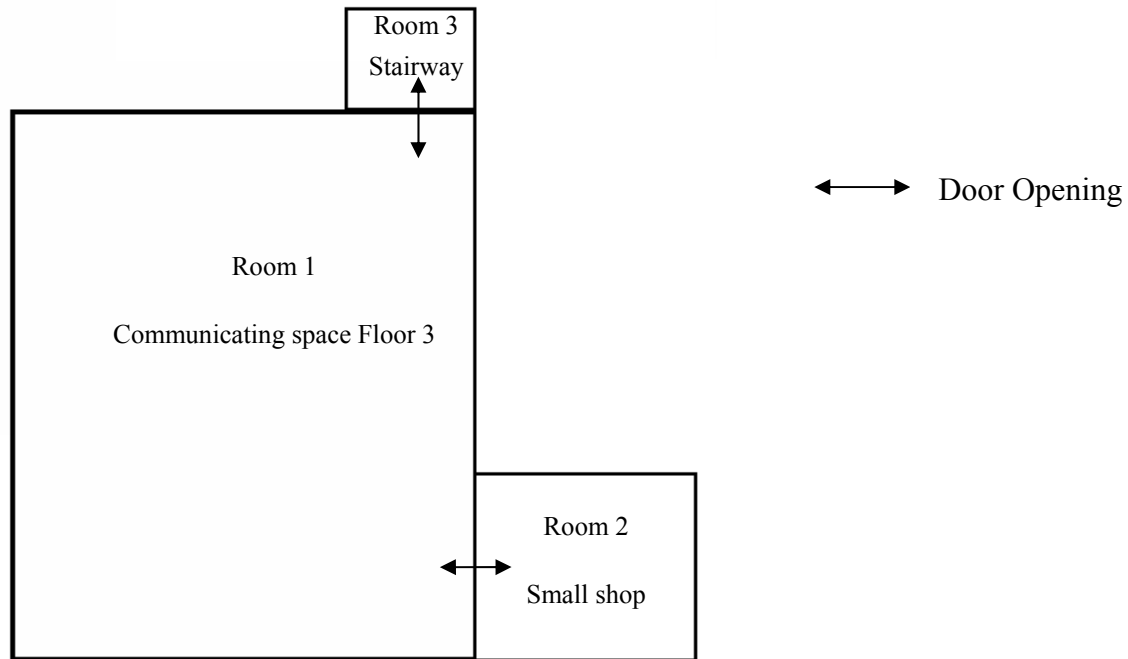 Room 3
Stairway
Door Opening
Room 1
Communicating space Floor 3
Room 2
Small shop